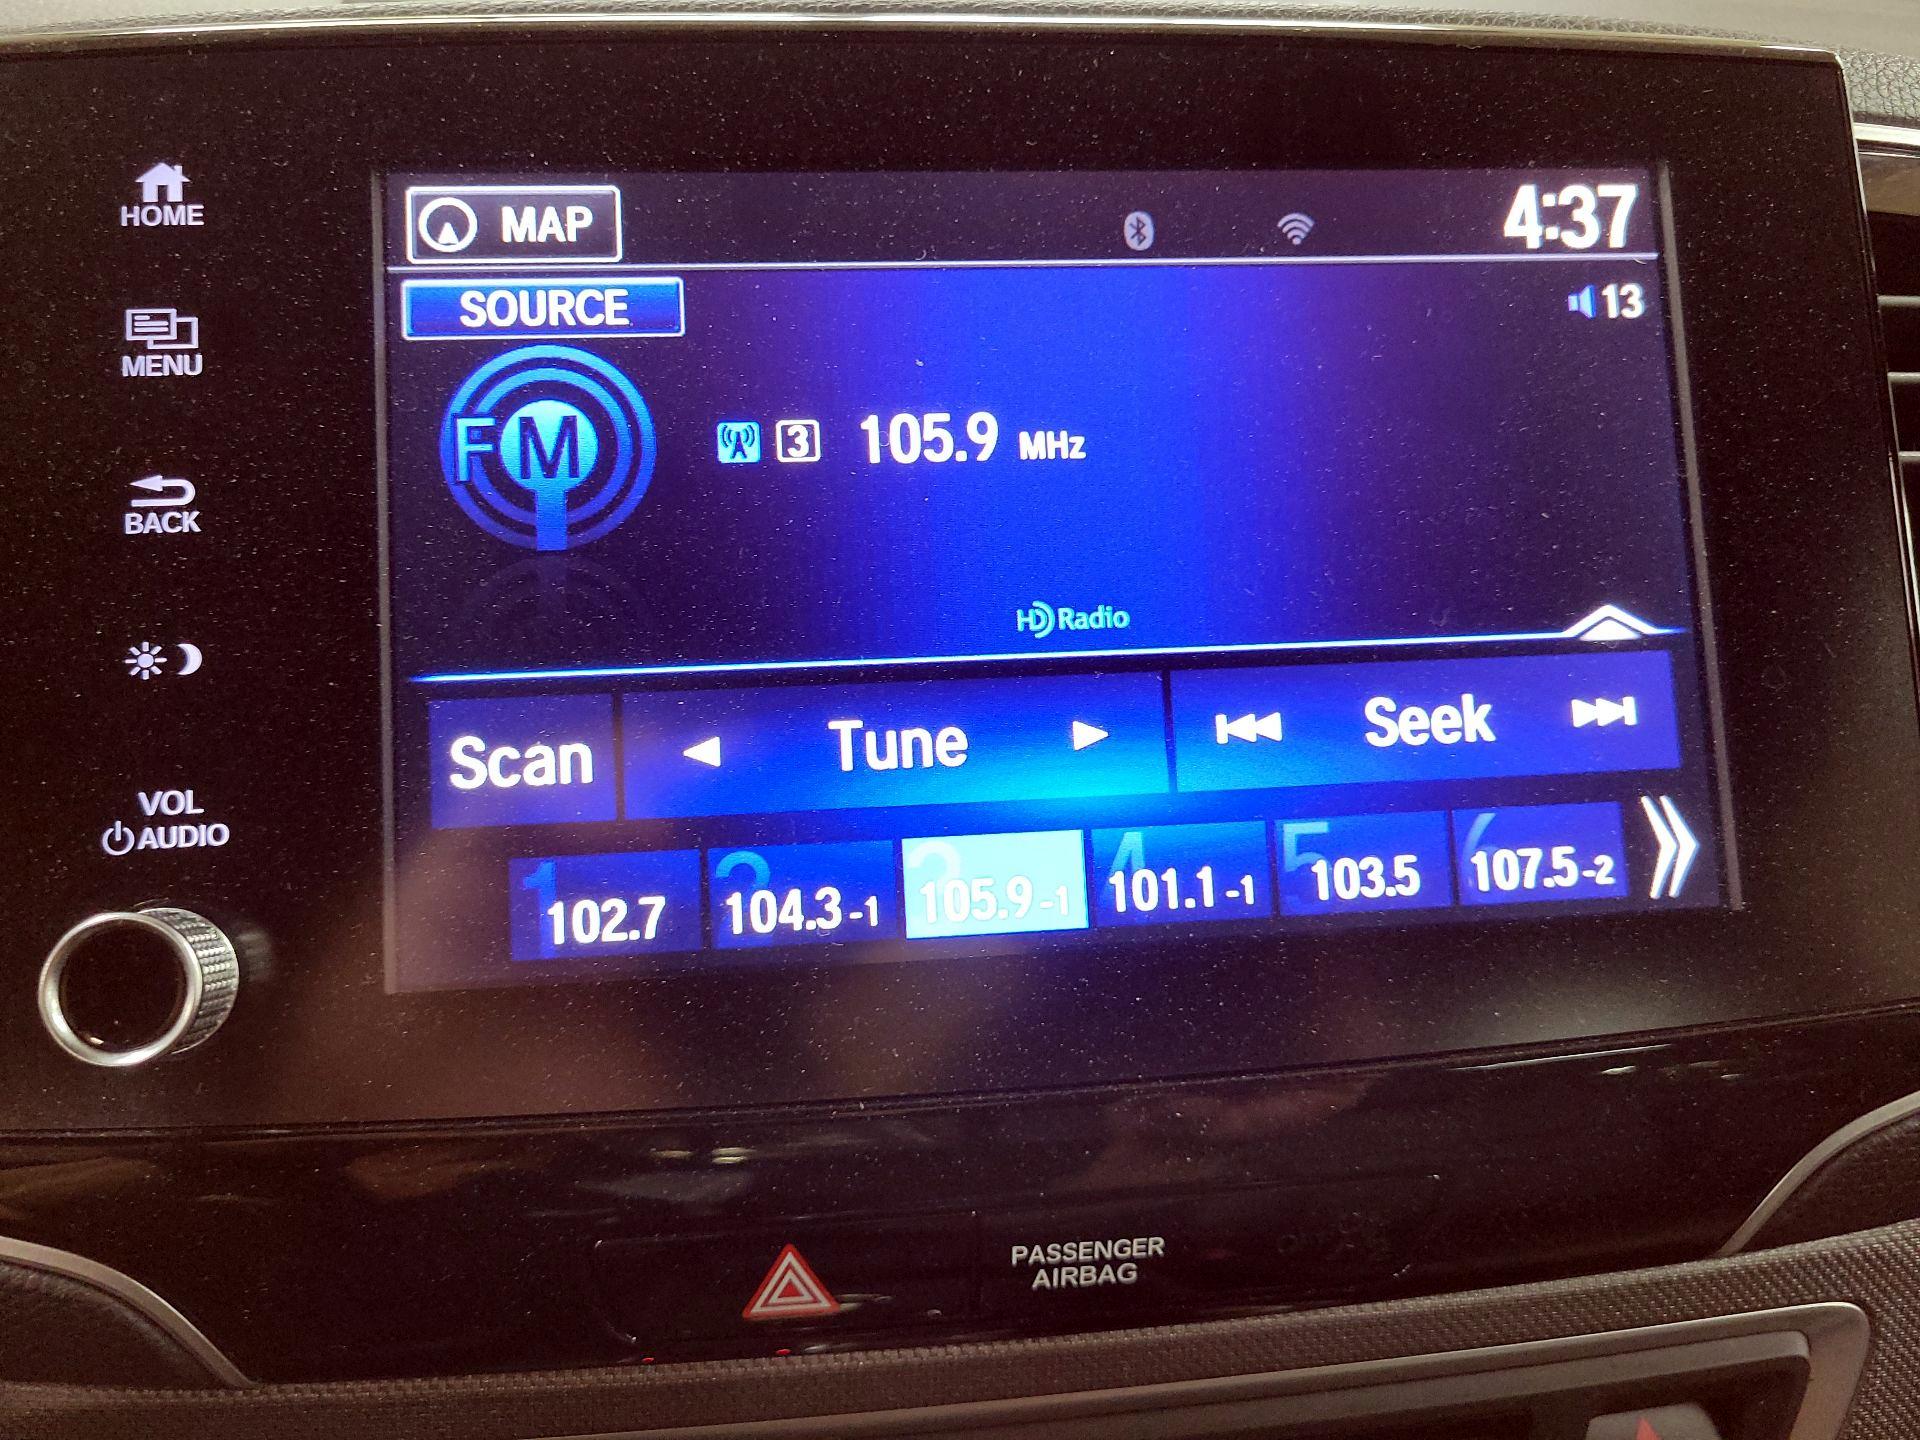 HOME
MENU
BACK
VOL
AUDIO
MAP
4:37
SOURCE
13
FM
3 105.9 MHz
HD Radio
Scan
Tune
Seek
1 102.7
2 104.3-1
3 105.9-1
4 101.1-1
5 103.5
6 107.5-2
PASSENGER
AIRBAG